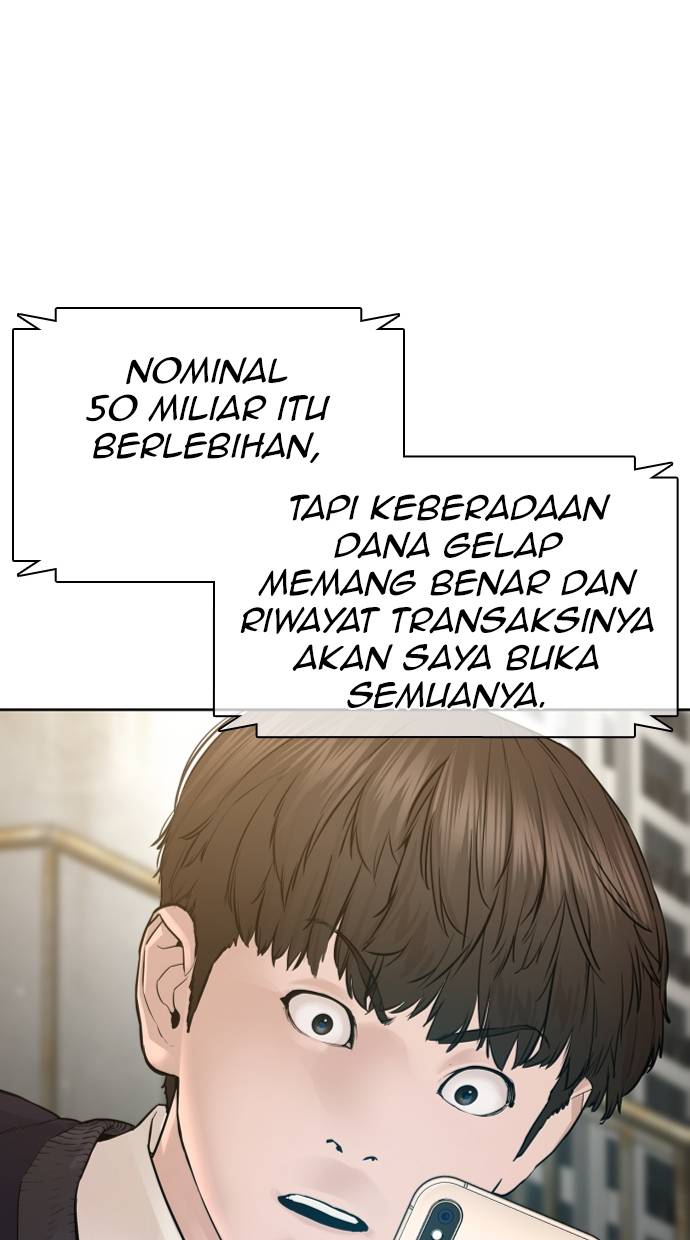 NOMINAL
50 MILIAR ITU
BERLEBIHAN,
TAPI KEBERADAAN
DANA GELAP
MEMANG BENAR DAN
RIWAYAT TRANSAKSINYA
AKAN SAYA BUKA
SEMUANYA.